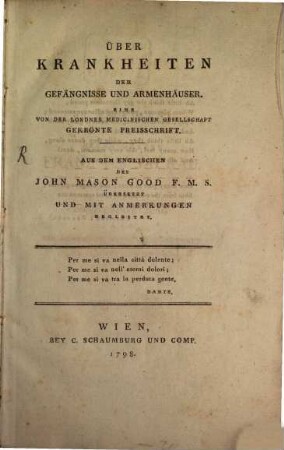 ÜBER
KRANKHEITEN
DER
GEFÄNGNISSE UND ARMENHÄUSER.
EINE
VON DER LONDNER MEDICINISCHEN GESELLSCHAFT
GEKRÖNTE PREISSCHRIFT.
R
AUS DEM ENGLISCHEN
DES
JOHN MASON GOOD F. M. S.
ÜBERSETZT
UND MIT ANMERKUNGEN
BEGLEITET.
Per me si va nella città dolente;
Per me si va nell' eterni dolosi;
Per me si va tra la perduta gente.
DANTE.
WIEN,
BEY C. SCHAUMBURG UND COMP.
1798.